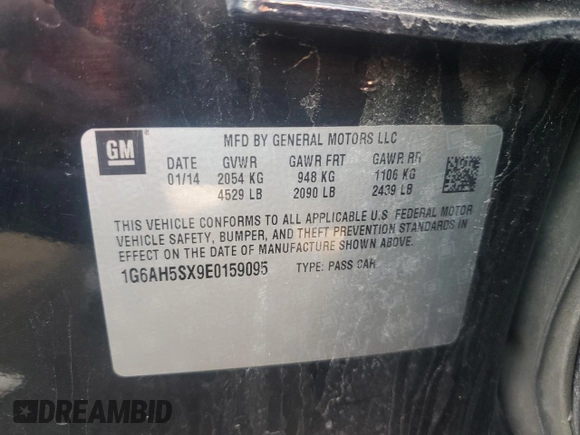 GM
MFD BY GENERAL MOTORS LLC
DATE GVWR GAWR FRT GAWR RR
01/14 2054 KG 948 KG 1106 KG
4529 LB 2090 LB 2439 LB
THIS VEHICLE CONFORMS TO ALL APPLICABLE U.S. FEDERAL MOTOR
VEHICLE SAFETY, BUMPER, AND THEFT PREVENTION STANDARDS IN
EFFECT ON THE DATE OF MANUFACTURE SHOWN ABOVE.
1G6AH5SX9E0159095 TYPE: PASS CAR
DREAMBID